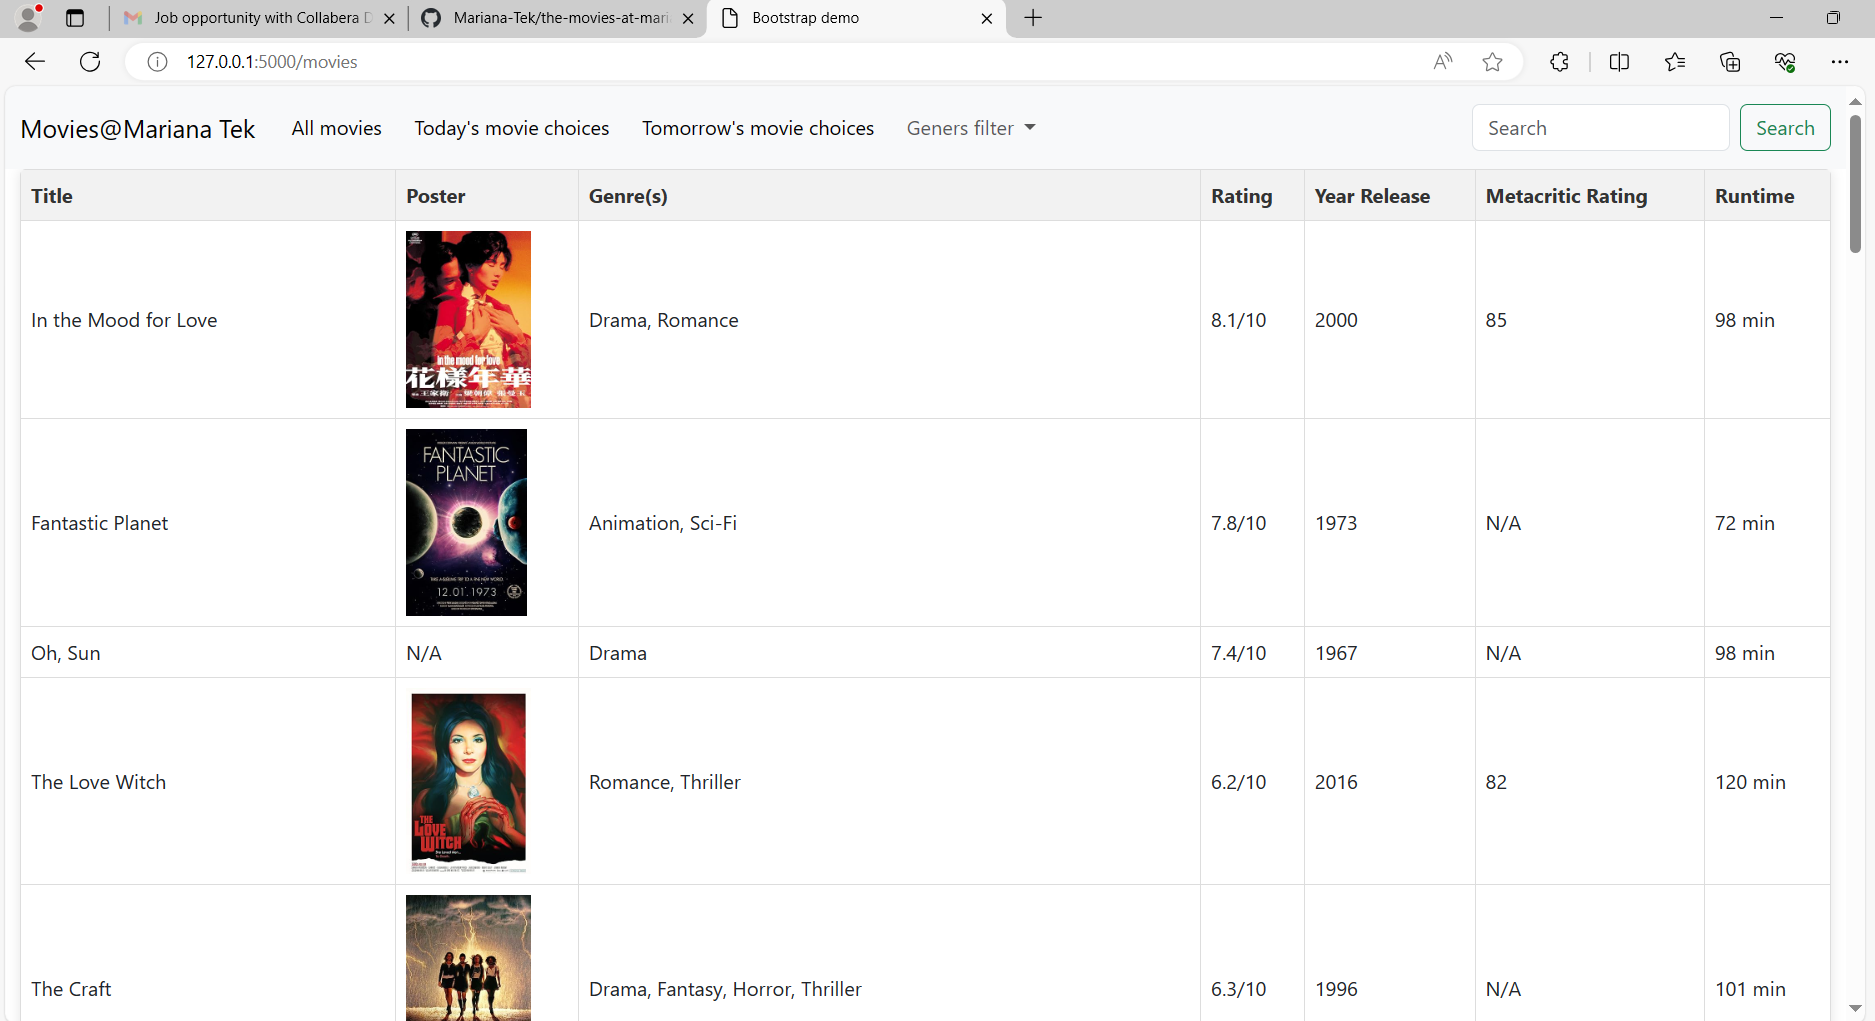 Job opportunity with Collabera D
Mariana-Tek/the-movies-at-mari
Bootstrap demo
127.0.0.1:5000/movies
Movies@Mariana Tek All movies Today's movie choices Tomorrow's movie choices Geners filter Search Search
Title Poster Genre(s) Rating Year Release Metacritic Rating Runtime
In the Mood for Love Drama, Romance 8.1/10 2000 85 98 min
in the mood for love
花樣年華
Fantastic Planet Animation, Sci-Fi 7.8/10 1973 N/A 72 min
FANTASTIC
PLANET
12.01.1973
Oh, Sun N/A Drama 7.4/10 1967 N/A 98 min
The Love Witch Romance, Thriller 6.2/10 2016 82 120 min
THE
LOVE
WITCH
The Craft Drama, Fantasy, Horror, Thriller 6.3/10 1996 N/A 101 min